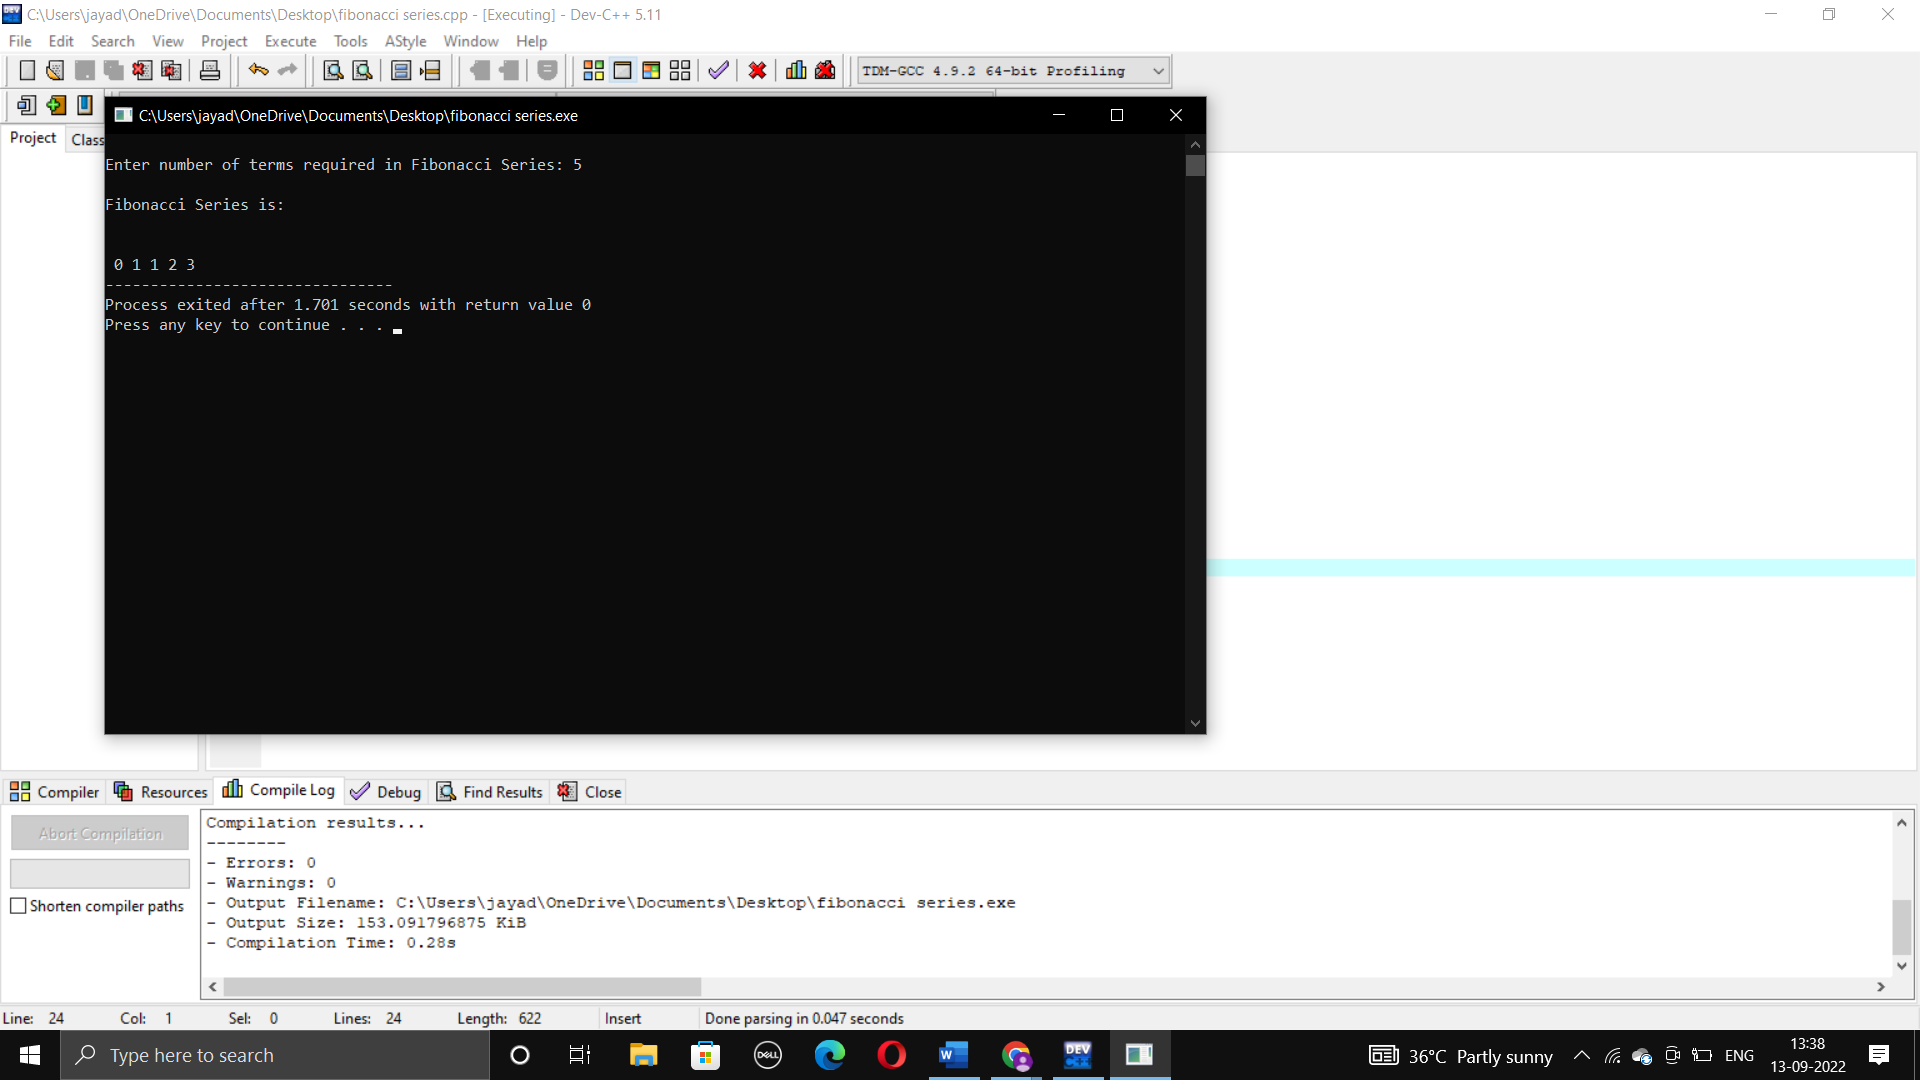 C:\Users\jayad\OneDrive\Documents\Desktop\fibonacci series.cpp - [Executing] - Dev-C++ 5.11
File Edit Search View Project Execute Tools AStyle Window Help
TDM-GCC 4.9.2 64-bit Profiling
C:\Users\jayad\OneDrive\Documents\Desktop\fibonacci series.exe
Project Class
Enter number of terms required in Fibonacci Series: 5
Fibonacci Series is:
0 1 1 2 3
--------------------------------
Process exited after 1.701 seconds with return value 0
Press any key to continue . . .
Compiler Resources Compile Log Debug Find Results Close
Abort Compilation
Shorten compiler paths
Compilation results...
--------
- Errors: 0
- Warnings: 0
- Output Filename: C:\Users\jayad\OneDrive\Documents\Desktop\fibonacci series.exe
- Output Size: 153.091796875 KiB
- Compilation Time: 0.28s
Line: 24 Col: 1 Sel: 0 Lines: 24 Length: 622 Insert Done parsing in 0.047 seconds
Type here to search
DELL
DEV
36°C Partly sunny
ENG
13:38
13-09-2022